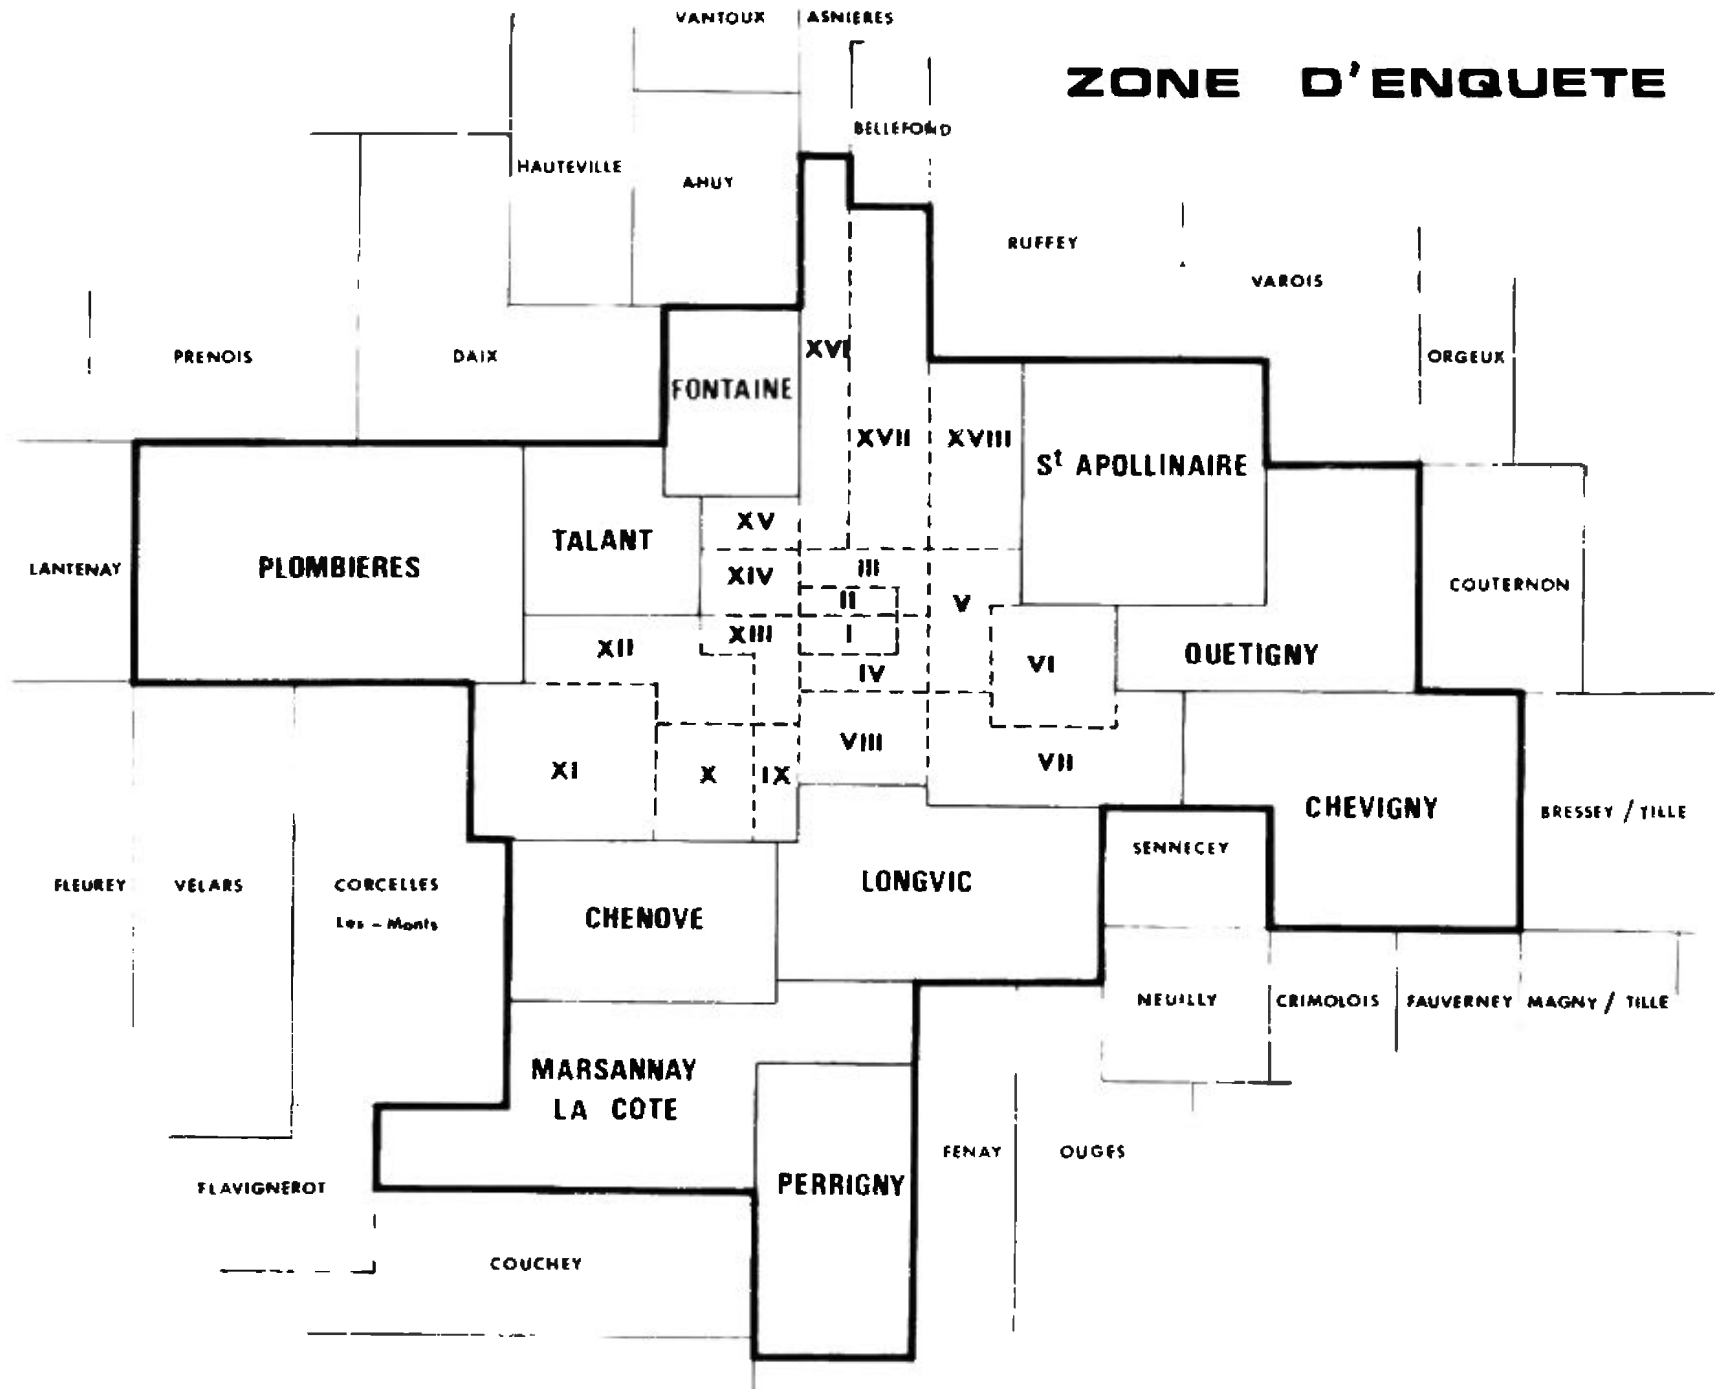 VANTOUX
ASNIERES
ZONE D'ENQUETE
BELLEFOND
HAUTEVILLE
AHUY
RUFFEY
VAROIS
PRENOIS
DAIX
XVI
ORGEUX
FONTAINE
XVII
XVIII
St APOLLINAIRE
XV
TALANT
PLOMBIERES
LANTENAY
XIV
III
COUTERNON
II
V
XIII
I
XII
QUETIGNY
VI
IV
VIII
VII
XI
X
IX
CHEVIGNY
BRESSEY / TILLE
SENNECEY
LONGVIC
FLEUREY
VELARS
CORCELLES
Les - Monts
CHENOVE
NEUILLY
CRIMOLOIS
FAUVERNEY
MAGNY / TILLE
MARSANNAY
LA COTE
FENAY
OUGES
PERRIGNY
FLAVIGNEROT
COUCHEY